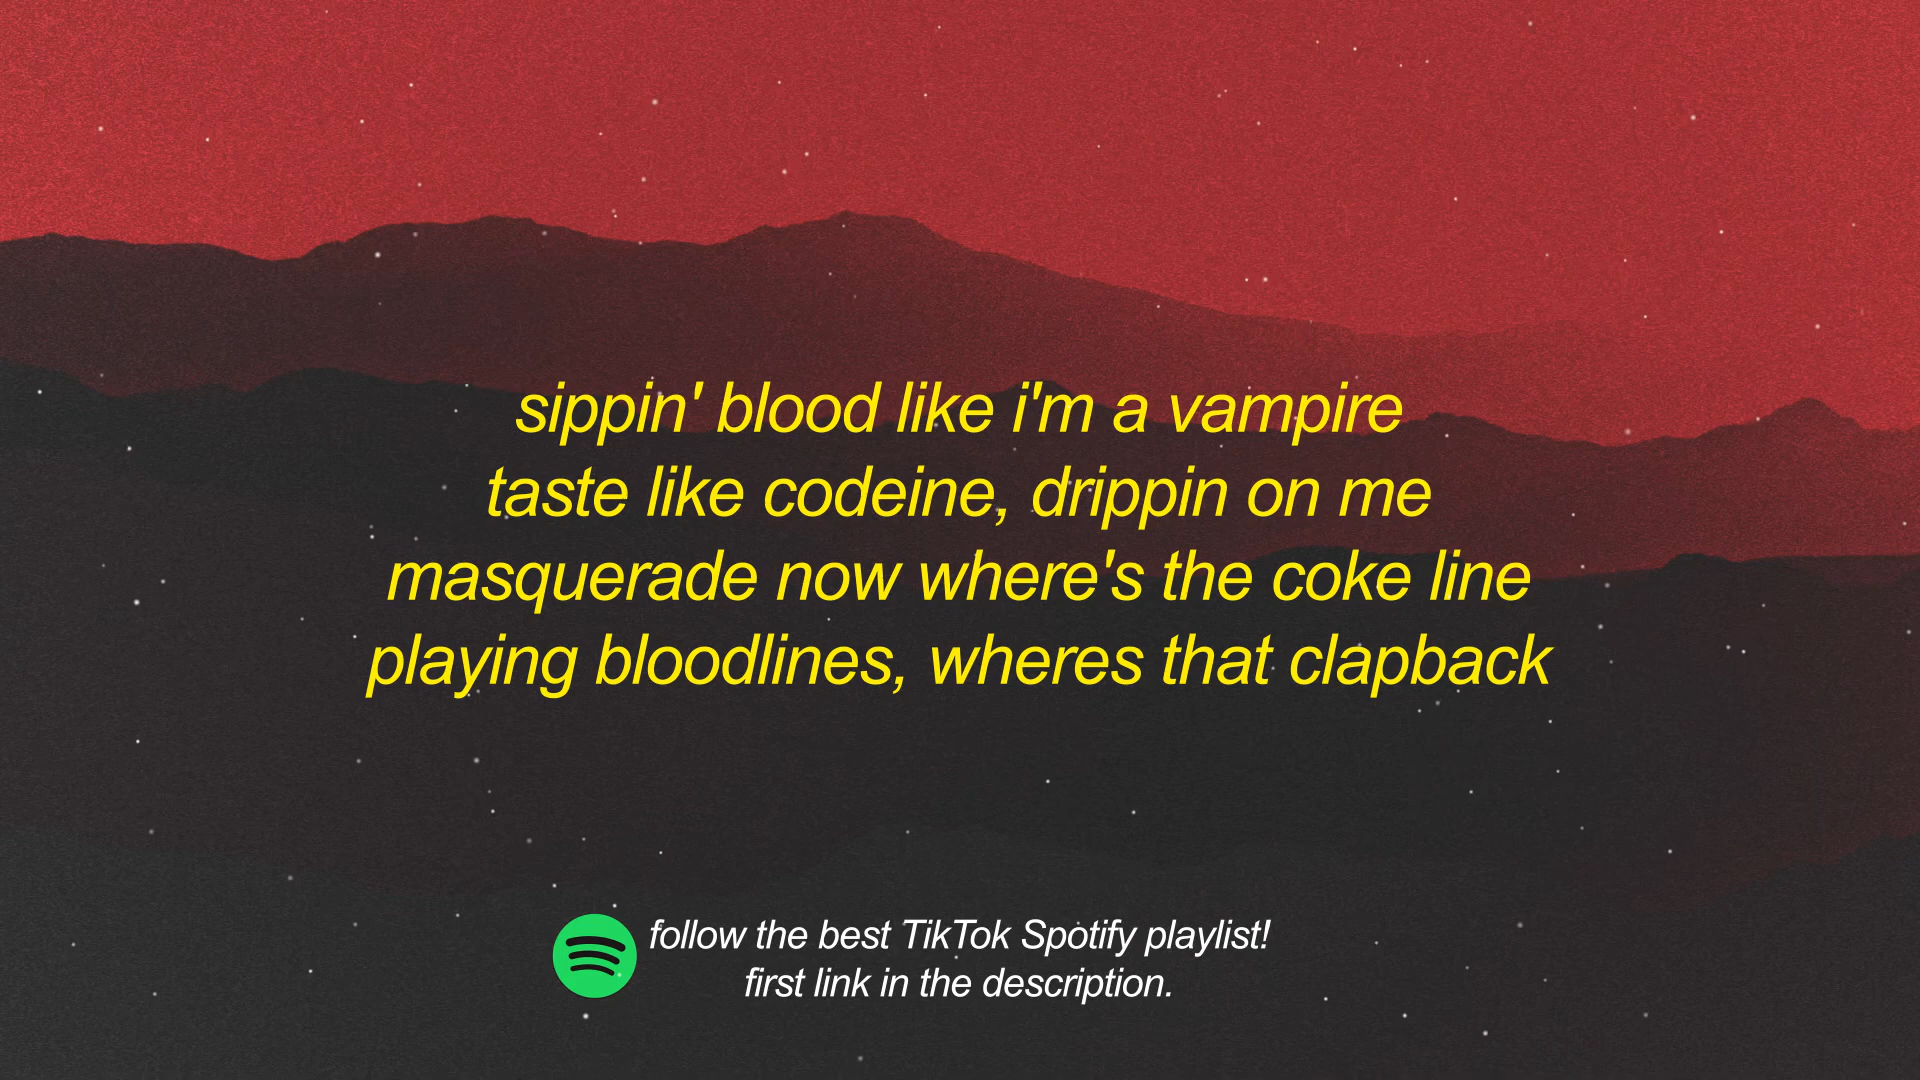 sippin' blood like i'm a vampire
taste like codeine, drippin on me
masquerade now where's the coke line
playing bloodlines, wheres that clapback
follow the best TikTok Spotify playlist!
first link in the description.